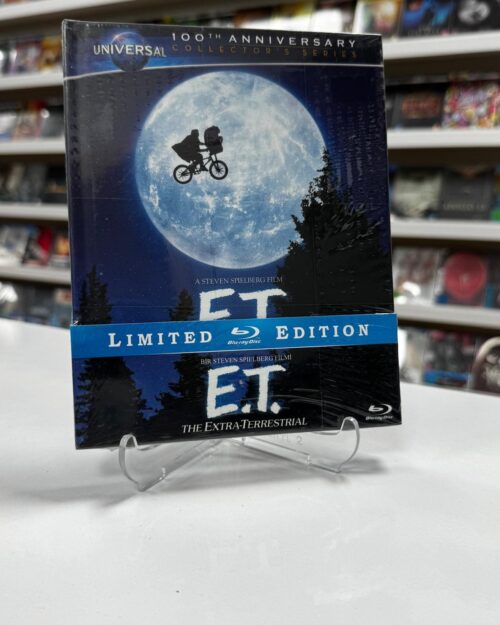 100TH ANNIVERSARY
UNIVERSAL COLLECTOR'S SERIES
A STEVEN SPIELBERG FILM
E.T.
LIMITED Blu-ray Disc EDITION
BİR STEVEN SPIELBERG FİLMİ
E.T.
THE EXTRA-TERRESTRIAL
Blu-ray Disc